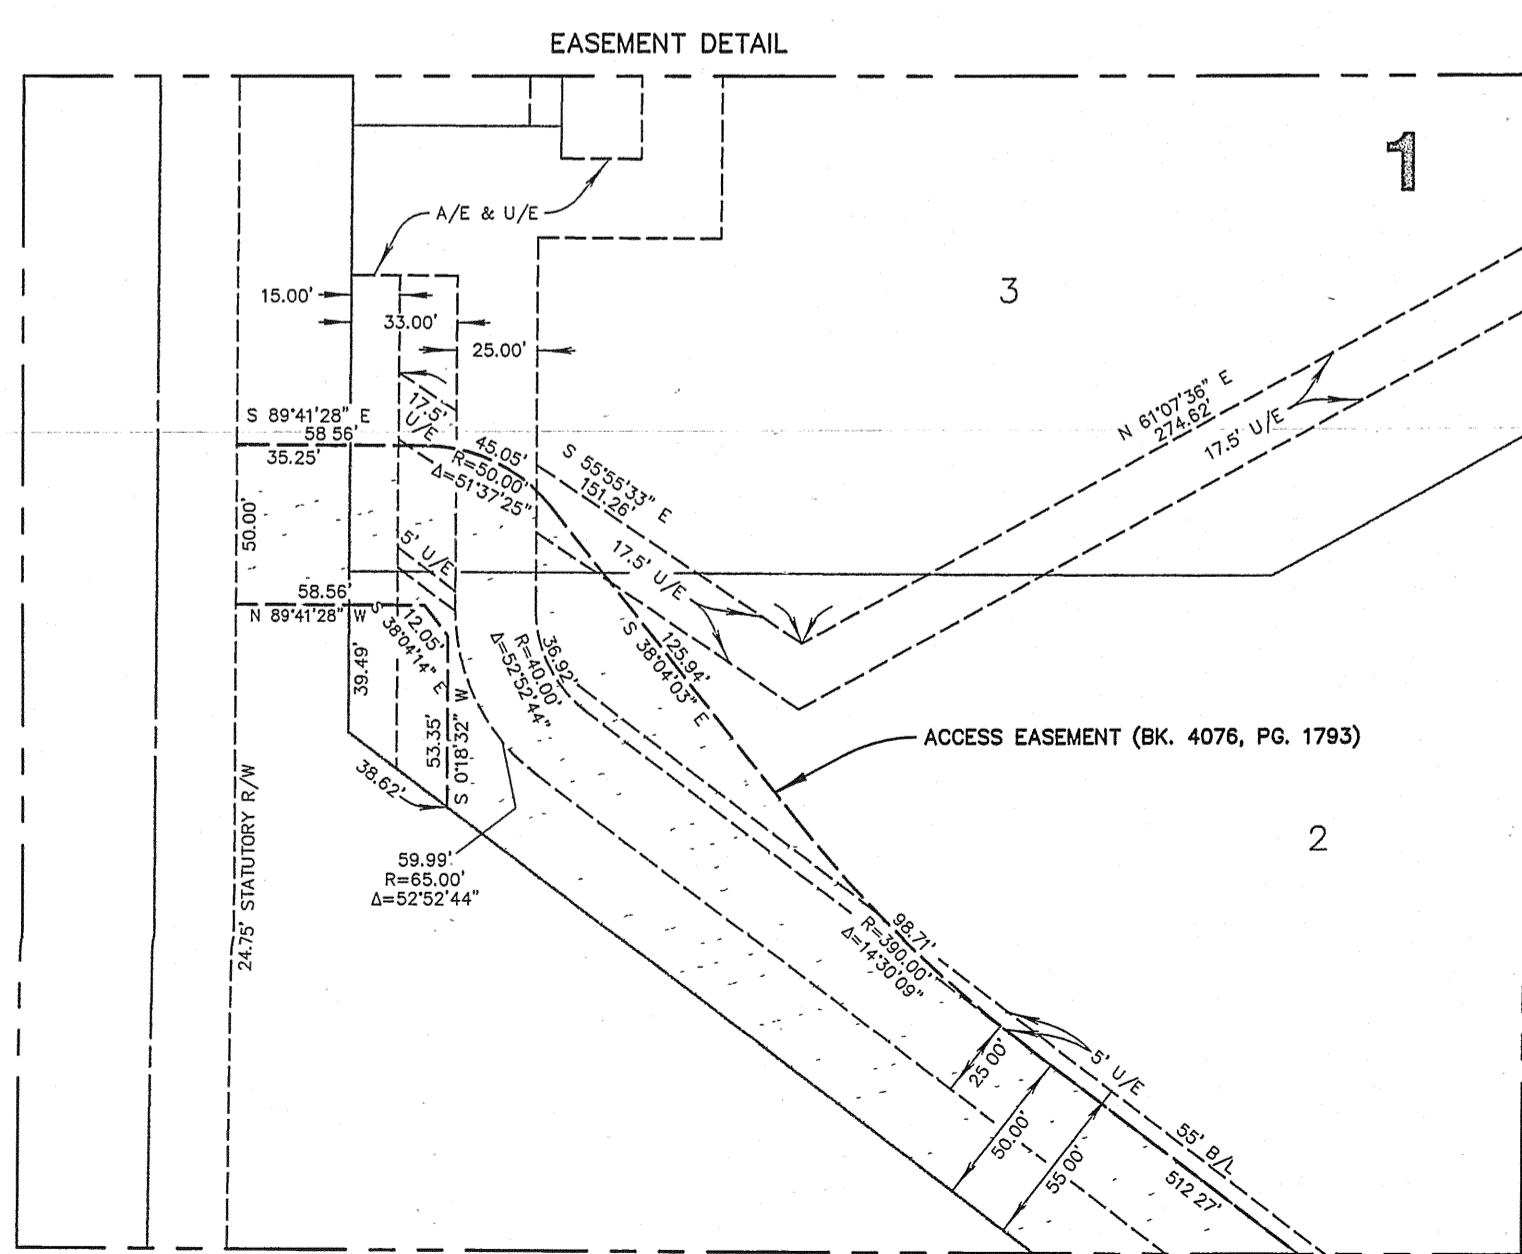 EASEMENT DETAIL
1
A/E & U/E
3
15.00'
33.00'
25.00'
17.5'
U/E
S 89°41'28" E
58 56'
35.25'
45.05'
R=50.00'
Δ=51°37'25"
S 55°55'33" E
151.26'
N 61°07'36" E
274.62'
17.5' U/E
50.00'
5' U/E
17.5' U/E
58.56'
N 89°41'28" W
12.05'
S 38°04'14" E
39.49'
53.35'
S 0°18'32" W
36.92'
R=40.00'
Δ=52°52'44"
125.94'
S 38°04'03" E
ACCESS EASEMENT (BK. 4076, PG. 1793)
38.62'
24.75' STATUTORY R/W
59.99'
R=65.00'
Δ=52°52'44"
2
98.71'
R=390.00'
Δ=14°30'09"
25 00'
5' U/E
50.00'
55 00'
55' B/L
512 27'